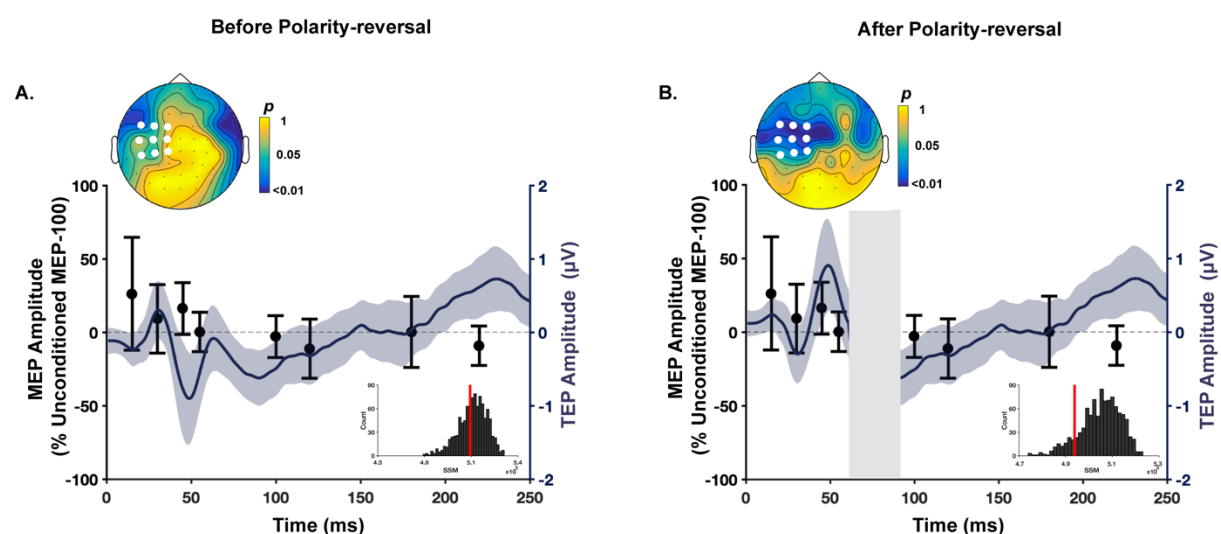 Before Polarity-reversal
After Polarity-reversal
A.
p
1
0.05
<0.01
100
50
0
-50
-100
MEP Amplitude
(% Unconditioned MEP-100)
2
1
0
-1
-2
TEP Amplitude (µV)
90
60
30
0
Count
4.5
4.8
5.1
5.4
SSM
x10³
0
50
100
150
200
250
Time (ms)
B.
p
1
0.05
<0.01
100
50
0
-50
-100
MEP Amplitude
(% Unconditioned MEP-100)
2
1
0
-1
-2
TEP Amplitude (µV)
90
60
30
0
Count
4.7
4.9
5.1
5.3
SSM
x10³
0
50
100
150
200
250
Time (ms)